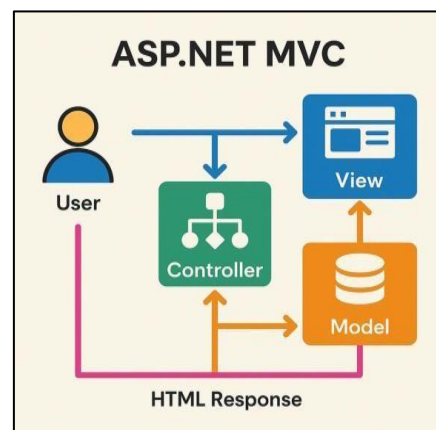 ASP.NET MVC
User
View
Controller
Model
HTML Response